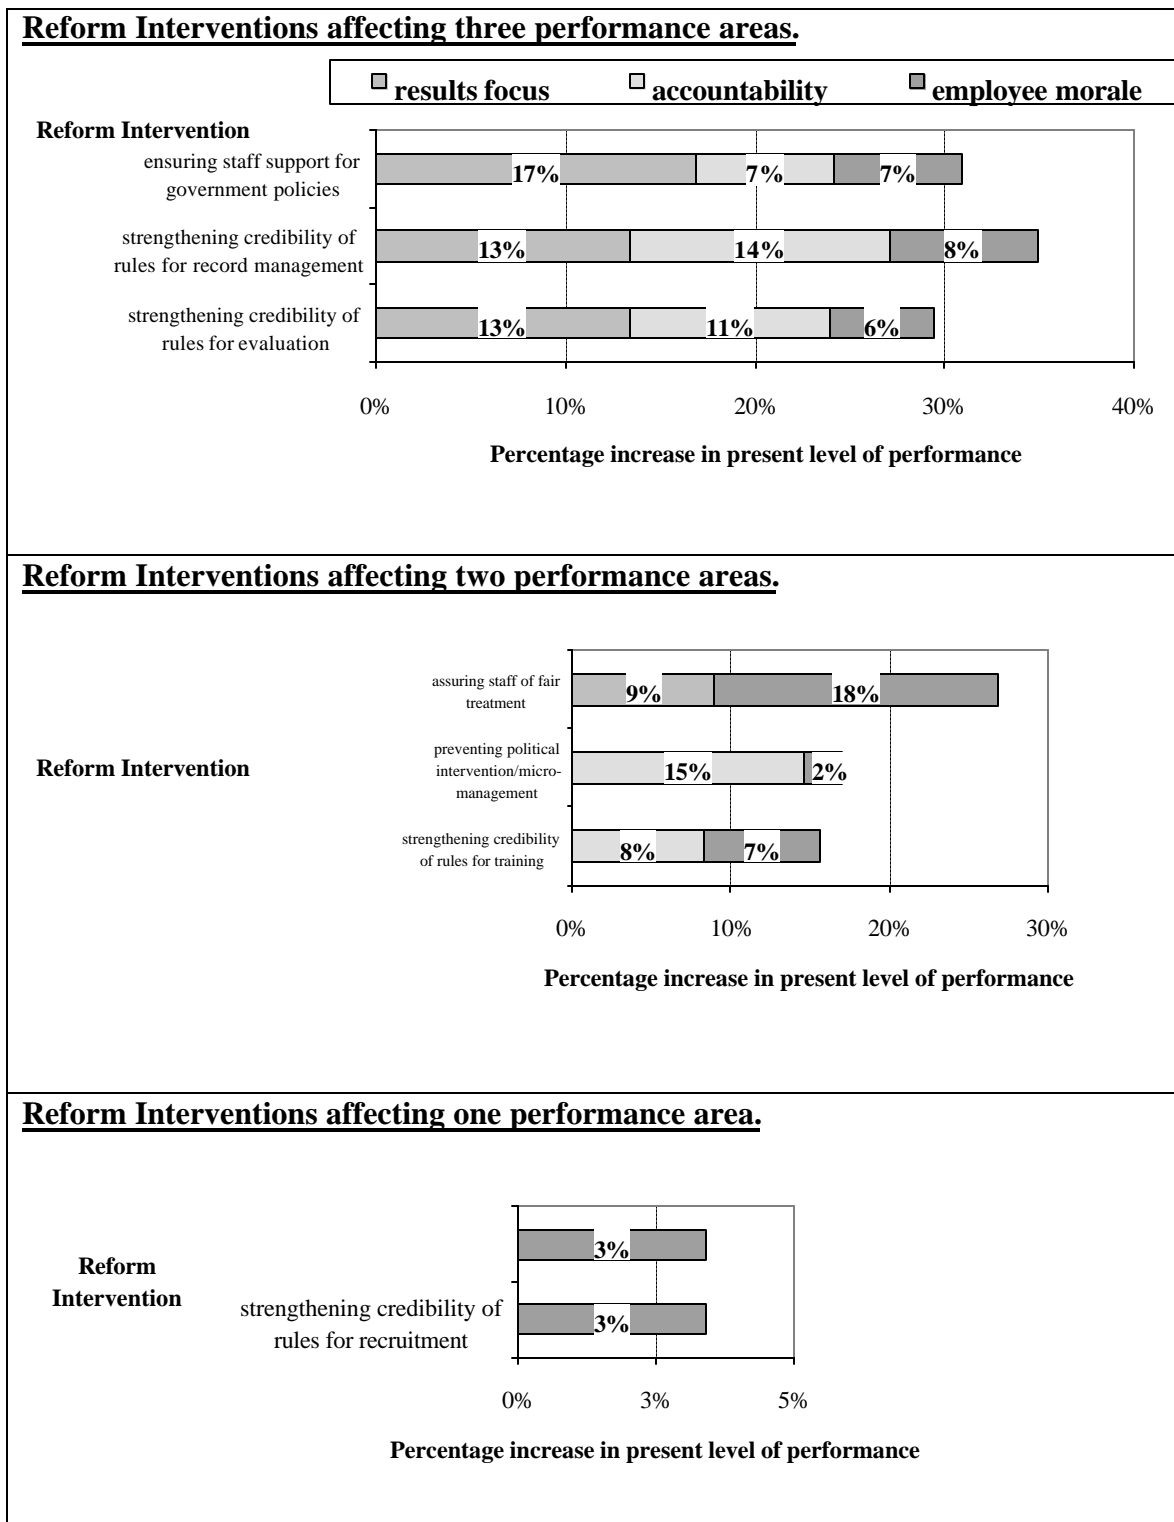 Reform Interventions affecting three performance areas.
results focus accountability employee morale
Reform Intervention
ensuring staff support for
government policies
17% 7% 7%
strengthening credibility of
rules for record management
13% 14% 8%
strengthening credibility of
rules for evaluation
13% 11% 6%
0% 10% 20% 30% 40%
Percentage increase in present level of performance
Reform Interventions affecting two performance areas.
Reform Intervention
assuring staff of fair
treatment
9% 18%
preventing political
intervention/micro-
management
15% 2%
strengthening credibility
of rules for training
8% 7%
0% 10% 20% 30%
Percentage increase in present level of performance
Reform Interventions affecting one performance area.
Reform
Intervention
3%
strengthening credibility of
rules for recruitment
3%
0% 3% 5%
Percentage increase in present level of performance